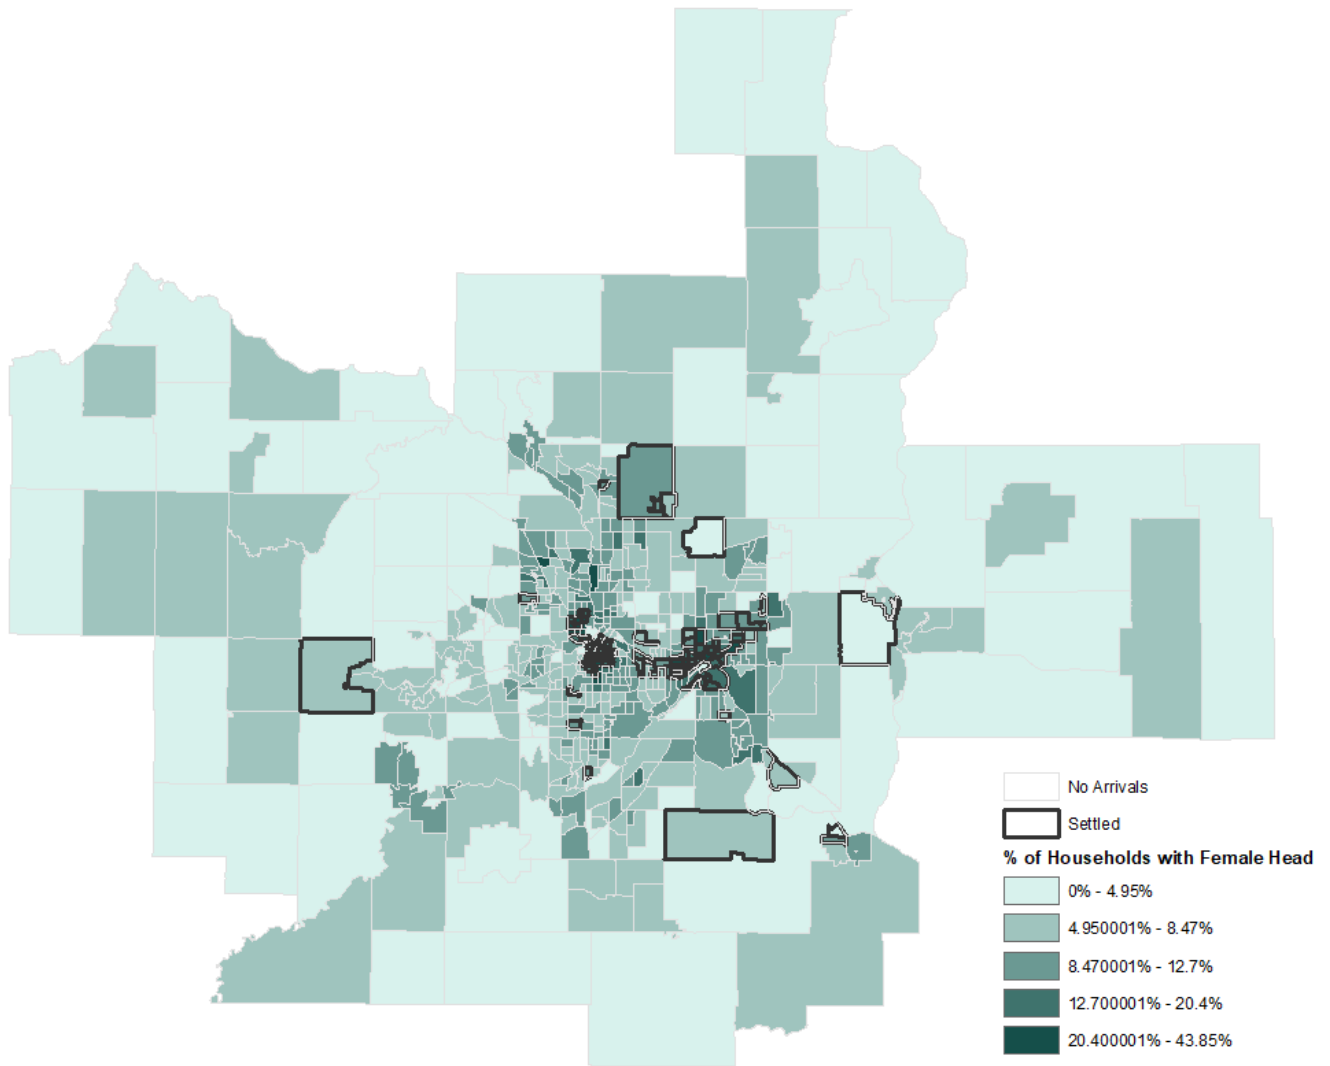 No Arrivals
Settled
% of Households with Female Head
0% - 4.95%
4.950001% - 8.47%
8.470001% - 12.7%
12.700001% - 20.4%
20.400001% - 43.85%